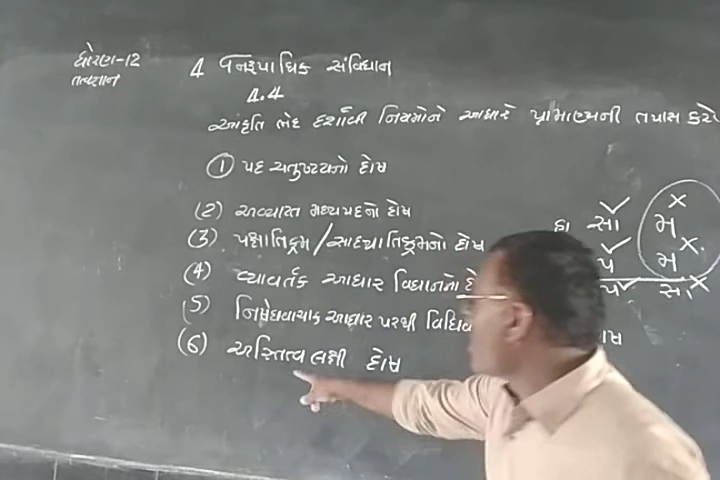 ધોરણ-12
તત્વજ્ઞાન
4 નિરૂપાધિક સંવિધાન
4.4
આકૃતિ ભેદ દર્શાવી નિયમોને આધારે પ્રામાણ્યની તપાસ કરો
(1) પદ ચતુષ્ટયનો દોષ
(2) અવ્યાપ્ત મધ્યપદનો દોષ
(3) પક્ષાતિક્રમ/સાધ્યાતિક્રમનો દોષ
(4) વ્યાવર્તક આધાર વિધાનનો દો
(5) નિષેધવાચક આધાર પરથી વિધિવા
ોષ
(6) અસ્તિત્વલક્ષી દોષ
સા મ
પ મ
પ સા